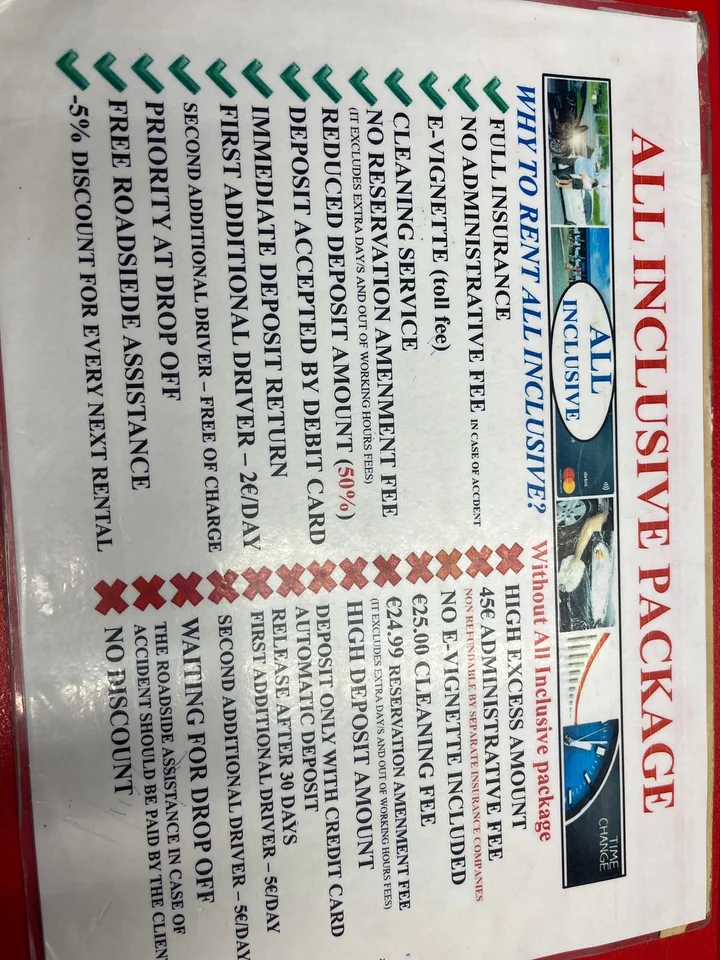 ALL INCLUSIVE PACKAGE
ALL
INCLUSIVE
debit
TIME
CHANGE
WHY TO RENT ALL INCLUSIVE?
FULL INSURANCE
NO ADMINISTRATIVE FEE IN CASE OF ACCDENT
E-VIGNETTE (toll fee)
CLEANING SERVICE
NO RESERVATION AMENMENT FEE
(IT EXCLUDES EXTRA DAY/S AND OUT OF WORKING HOURS FEES)
REDUCED DEPOSIT AMOUNT (50%)
DEPOSIT ACCEPTED BY DEBIT CARD
IMMEDIATE DEPOSIT RETURN
FIRST ADDITIONAL DRIVER – 2€/DAY
SECOND ADDITIONAL DRIVER – FREE OF CHARGE
PRIORITY AT DROP OFF
FREE ROADSIEDE ASSISTANCE
-5% DISCOUNT FOR EVERY NEXT RENTAL
Without All Inclusive package
HIGH EXCESS AMOUNT
45€ ADMINISTRATIVE FEE
NON REFUNDABLE BY SEPARATE INSURANCE COMPANIES
NO E-VIGNETTE INCLUDED
€25.00 CLEANING FEE
€24.99 RESERVATION AMENMENT FEE
(IT EXCLUDES EXTRA DAY/S AND OUT OF WORKING HOURS FEES)
HIGH DEPOSIT AMOUNT
DEPOSIT ONLY WITH CREDIT CARD
AUTOMATIC DEPOSIT
RELEASE AFTER 30 DAYS
FIRST ADDITIONAL DRIVER – 5€/DAY
SECOND ADDITIONAL DRIVER – 5€/DAY
WAITING FOR DROP OFF
THE ROADSIDE ASSISTANCE IN CASE OF
ACCIDENT SHOULD BE PAID BY THE CLIEN
NO DISCOUNT